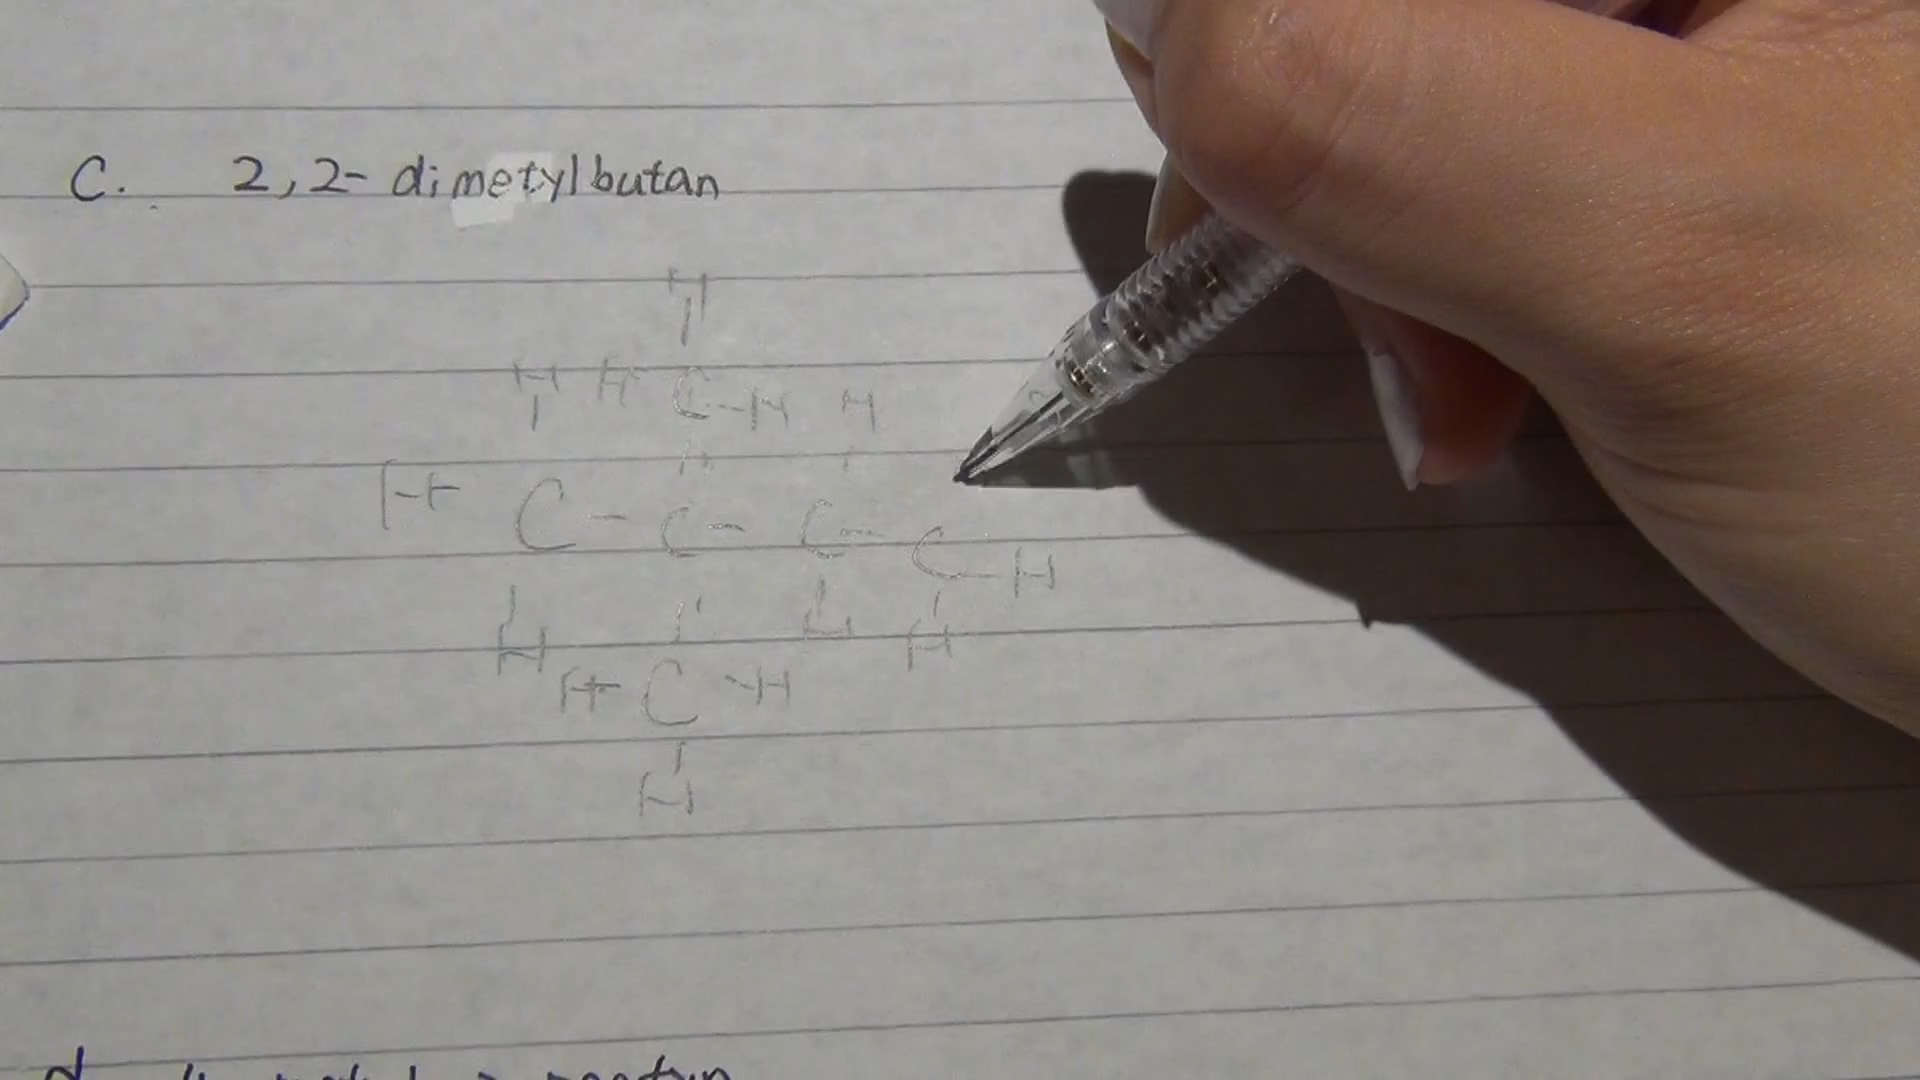 C. 2,2-dimetylbutan
H
H H C-H H
H C-C-C-C-H
H H H
H C H
H